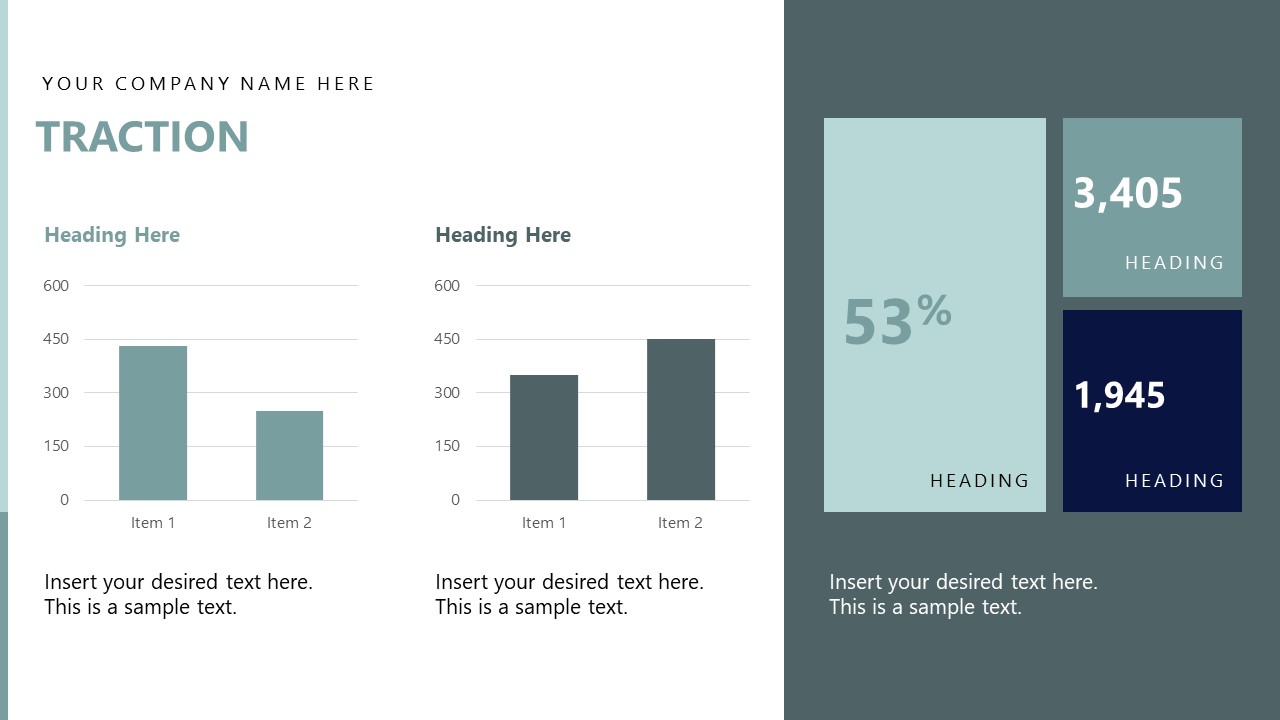 YOUR COMPANY NAME HERE
TRACTION
Heading Here
600
450
300
150
0
Item 1 Item 2
Insert your desired text here.
This is a sample text.
Heading Here
600
450
300
150
0
Item 1 Item 2
Insert your desired text here.
This is a sample text.
53%
HEADING
3,405
HEADING
1,945
HEADING
Insert your desired text here.
This is a sample text.